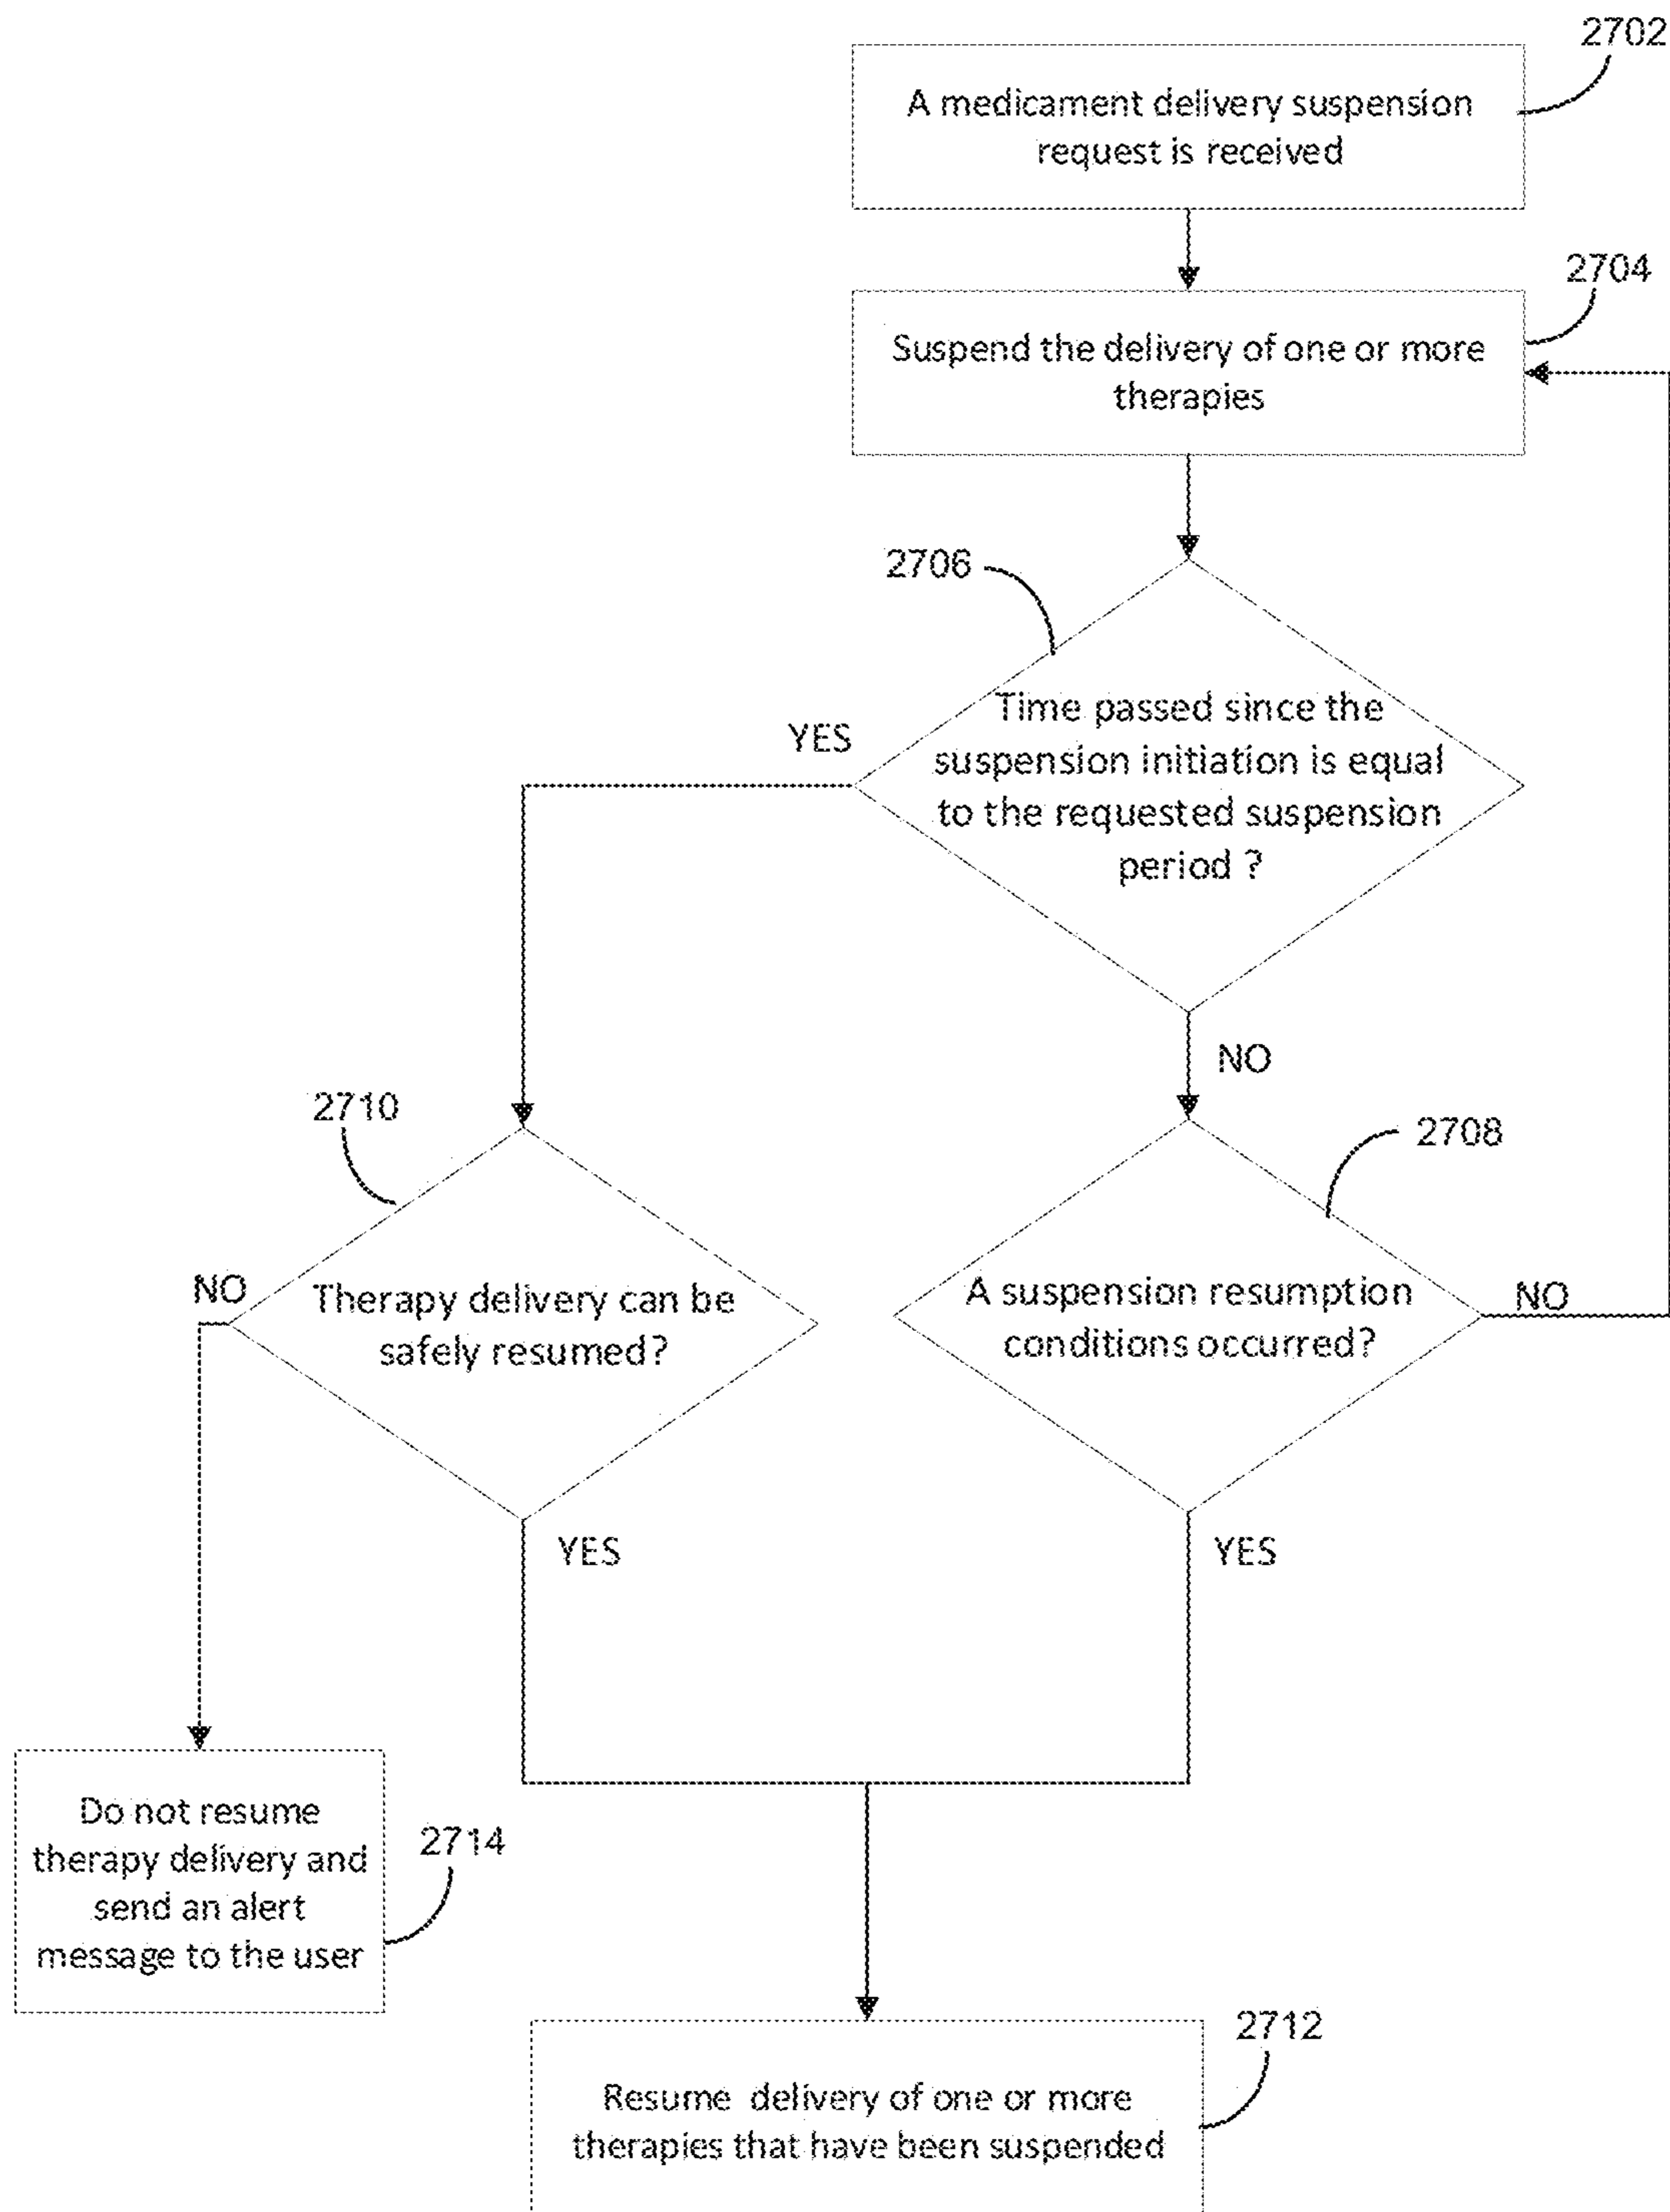 2702
A medicament delivery suspension
request is received
2704
Suspend the delivery of one or more
therapies
2706
Time passed since the
suspension initiation is equal
to the requested suspension
period ?
YES
NO
2710
2708
Therapy delivery can be
safely resumed?
NO
A suspension resumption
conditions occurred?
NO
YES
YES
Do not resume
therapy delivery and
send an alert
message to the user
2714
2712
Resume delivery of one or more
therapies that have been suspended